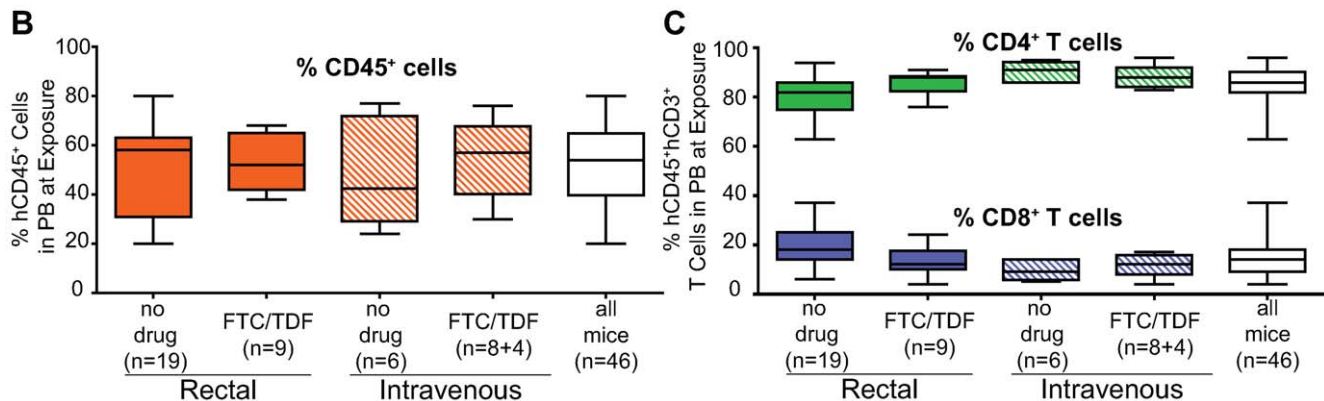 B
% CD45+ cells
% hCD45+ Cells
in PB at Exposure
100
80
60
40
20
0
no
drug
(n=19)
FTC/TDF
(n=9)
no
drug
(n=6)
FTC/TDF
(n=8+4)
all
mice
(n=46)
Rectal
Intravenous
C
% CD4+ T cells
% CD8+ T cells
% hCD45+hCD3+
T Cells in PB at Exposure
100
80
60
40
20
0
no
drug
(n=19)
FTC/TDF
(n=9)
no
drug
(n=6)
FTC/TDF
(n=8+4)
all
mice
(n=46)
Rectal
Intravenous